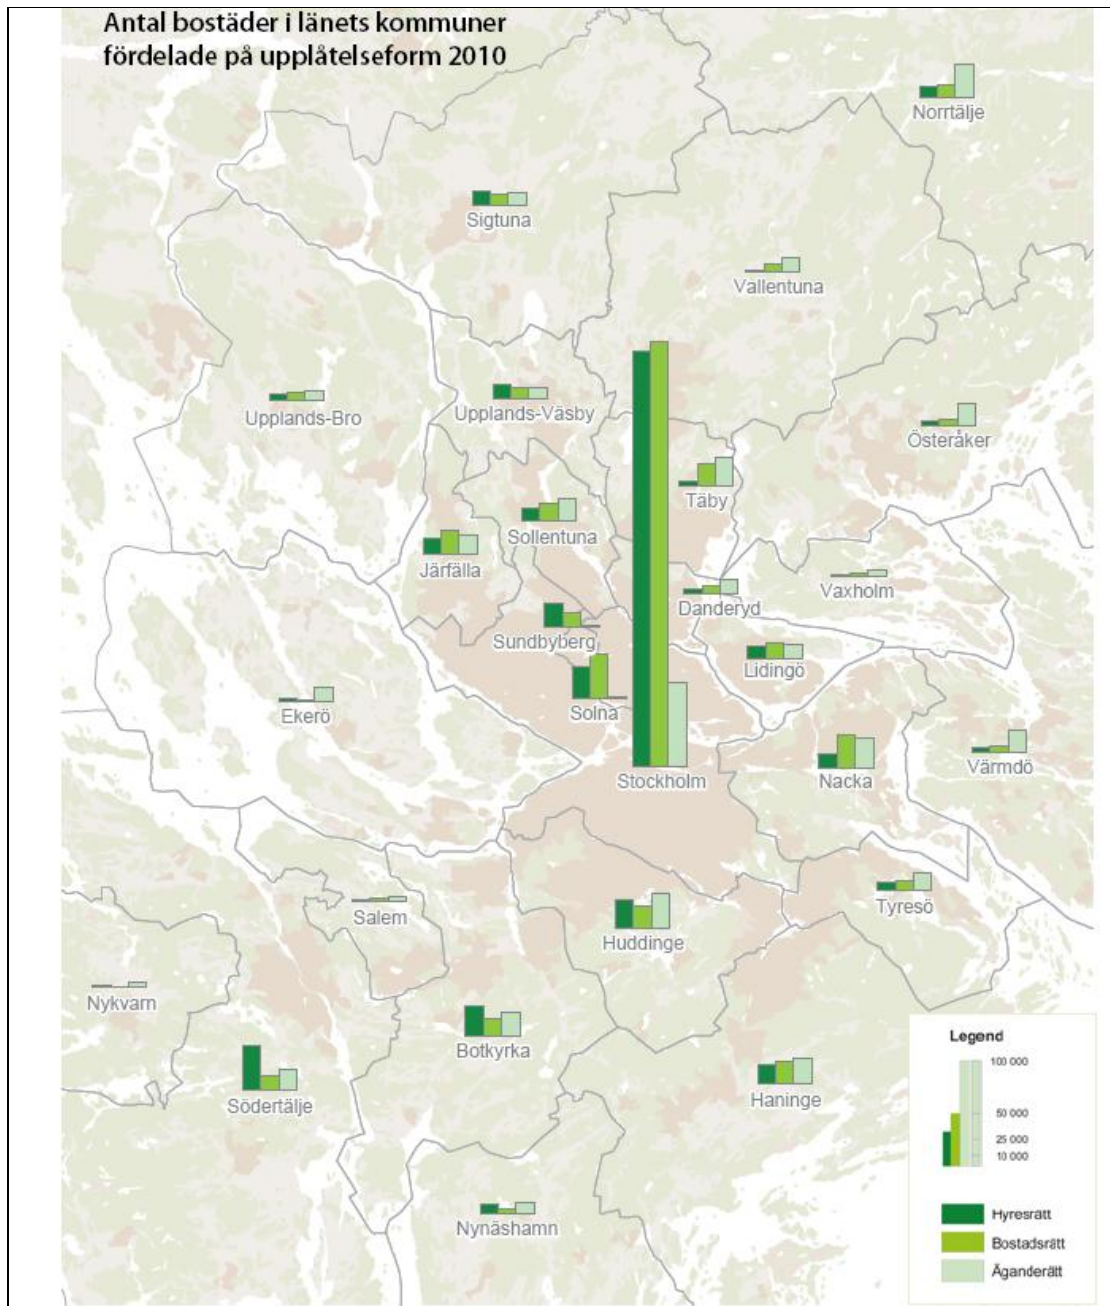 Antal bostäder i länets kommuner
fördelade på upplåtelseform 2010
Norrtälje
Sigtuna
Vallentuna
Upplands-Bro
Upplands-Väsby
Österåker
Täby
Sollentuna
Järfälla
Vaxholm
Danderyd
Sundbyberg
Lidingö
Solna
Ekerö
Stockholm
Nacka
Värmdö
Salem
Tyresö
Huddinge
Nykvarn
Botkyrka
Södertälje
Haninge
Nynäshamn
Legend
100 000
50 000
25 000
10 000
Hyresrätt
Bostadsrätt
Äganderätt